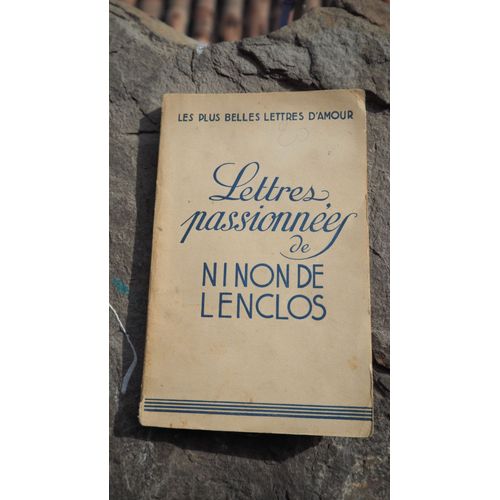 LES PLUS BELLES LETTRES D'AMOUR
Lettres
passionnées
de
NINON DE
LENCLOS